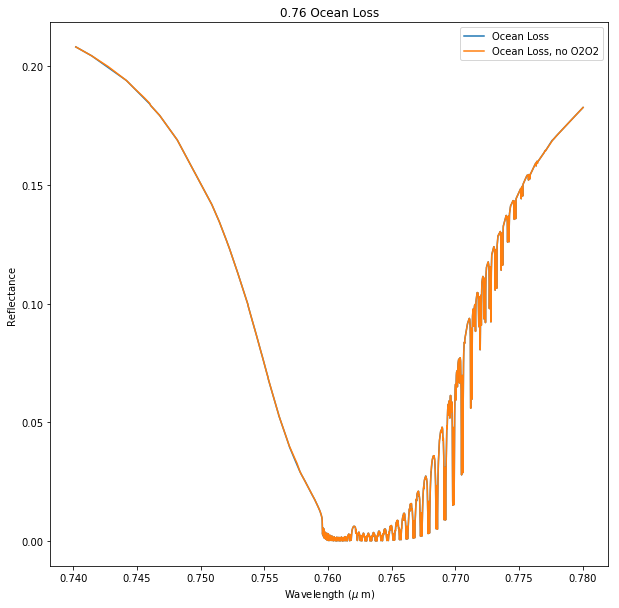 0.76 Ocean Loss
Ocean Loss
Ocean Loss, no O2O2
Reflectance
0.20
0.15
0.10
0.05
0.00
0.740 0.745 0.750 0.755 0.760 0.765 0.770 0.775 0.780
Wavelength (μ m)